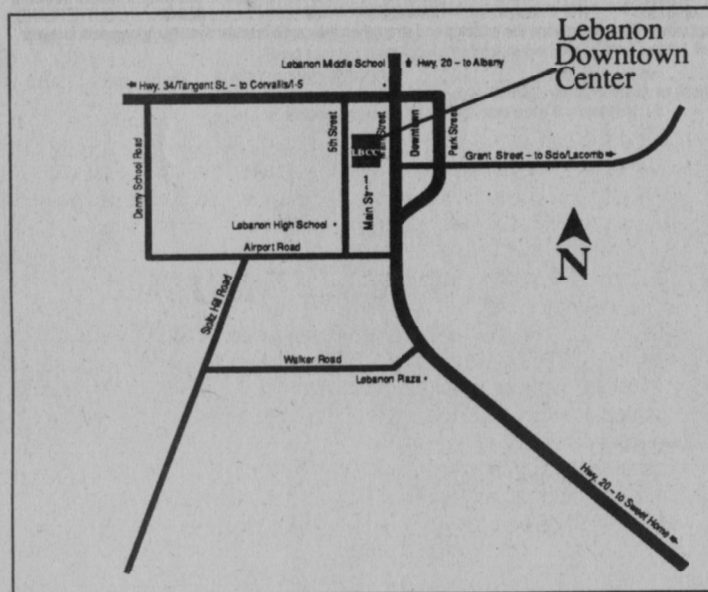 Lebanon
Downtown
Center
Lebanon Middle School
Hwy. 20 – to Albany
Hwy. 34/Tangent St. – to Corvallis/I-5
Denny School Road
5th Street
LBCC
Main Street
Downtown
Park Street
Grant Street – to Scio/Lacomb
Main
Lebanon High School
Airport Road
N
Stoltz Hill Road
Walker Road
Lebanon Plaza
Hwy. 20 – to Sweet Home